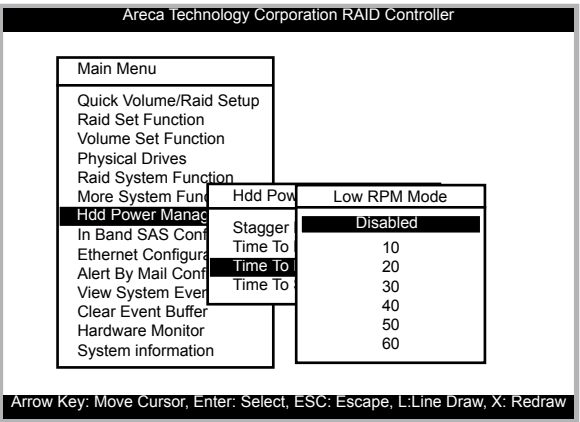 Areca Technology Corporation RAID Controller
Main Menu
Quick Volume/Raid Setup
Raid Set Function
Volume Set Function
Physical Drives
Raid System Function
More System Func
Hdd Power Manag
In Band SAS Conf
Ethernet Configura
Alert By Mail Conf
View System Even
Clear Event Buffer
Hardware Monitor
System information
Hdd Pow
Stagger
Time To
Time To
Time To
Low RPM Mode
Disabled
10
20
30
40
50
60
Arrow Key: Move Cursor, Enter: Select, ESC: Escape, L:Line Draw, X: Redraw